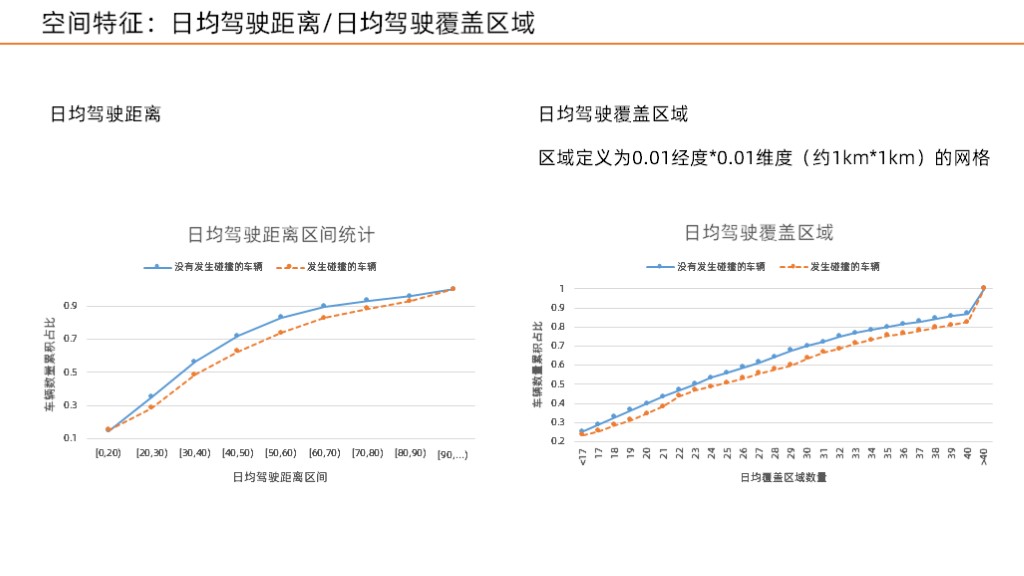 空间特征：日均驾驶距离/日均驾驶覆盖区域
日均驾驶距离
日均驾驶覆盖区域
区域定义为0.01经度*0.01维度（约1km*1km）的网格
日均驾驶距离区间统计
没有发生碰撞的车辆 发生碰撞的车辆
车辆数量累积占比
0.9
0.7
0.5
0.3
0.1
[0,20) [20,30) [30,40) [40,50) [50,60) [60,70) [70,80) [80,90) [90,...)
日均驾驶距离区间
日均驾驶覆盖区域
没有发生碰撞的车辆 发生碰撞的车辆
车辆数量累积占比
1
0.9
0.8
0.7
0.6
0.5
0.4
0.3
0.2
<17 17 18 19 20 21 22 23 24 25 26 27 28 29 30 31 32 33 34 35 36 37 38 39 40 >40
日均覆盖区域数量